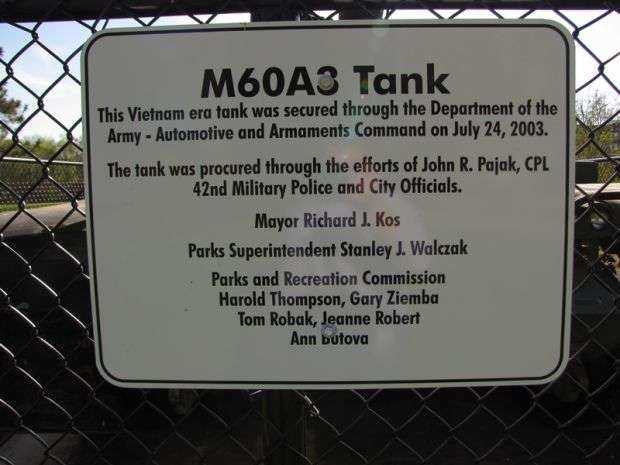 M60A3 Tank
This Vietnam era tank was secured through the Department of the
Army - Automotive and Armaments Command on July 24, 2003.
The tank was procured through the efforts of John R. Pajak, CPL
42nd Military Police and City Officials.
Mayor Richard J. Kos
Parks Superintendent Stanley J. Walczak
Parks and Recreation Commission
Harold Thompson, Gary Ziemba
Tom Robak, Jeanne Robert
Ann Butova